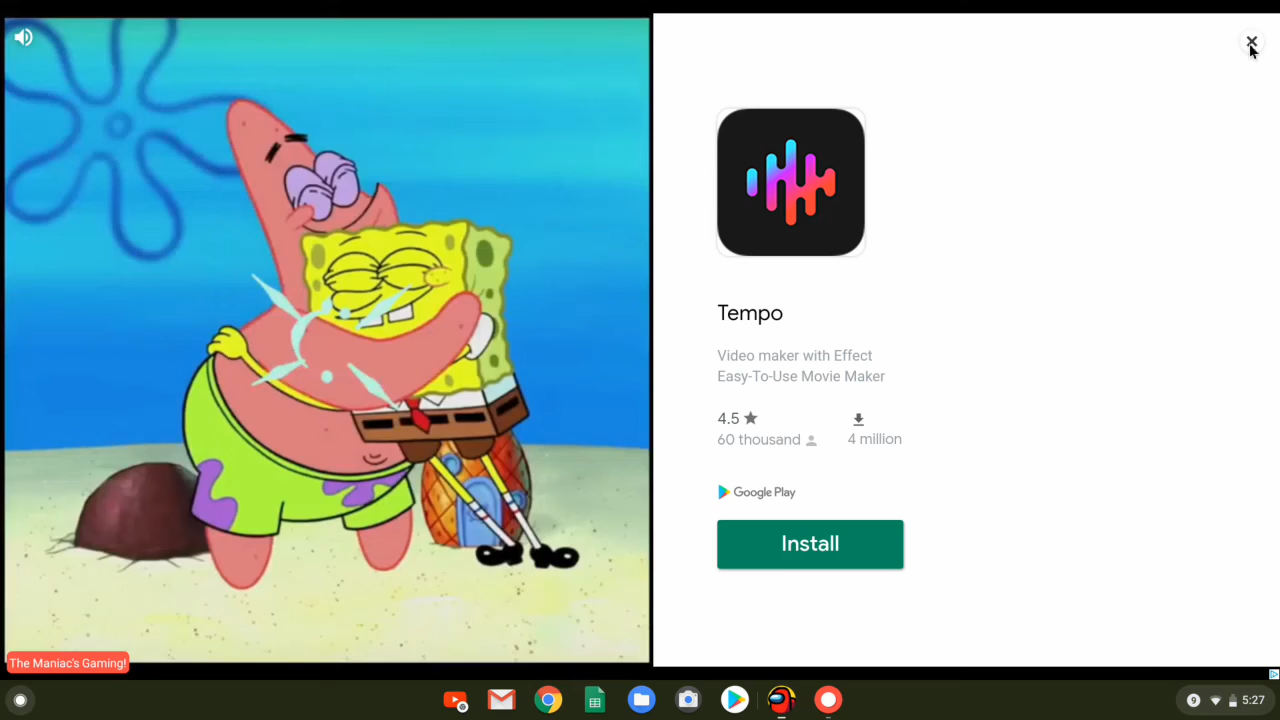 Tempo
Video maker with Effect
Easy-To-Use Movie Maker
4.5
60 thousand
4 million
Google Play
Install
The Maniac's Gaming!
9
5:27